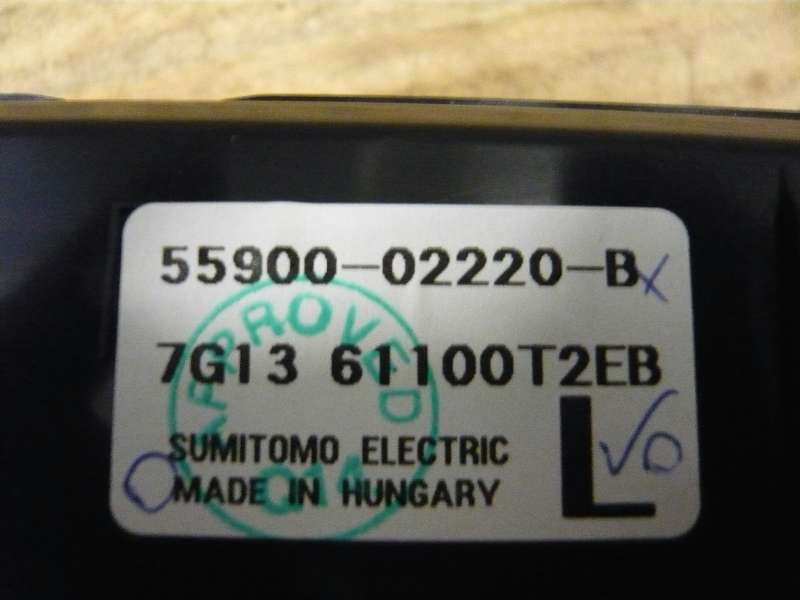 55900-02220-B
7G13 61100T2EB
APPROVED
SUMITOMO ELECTRIC
MADE IN HUNGARY
L